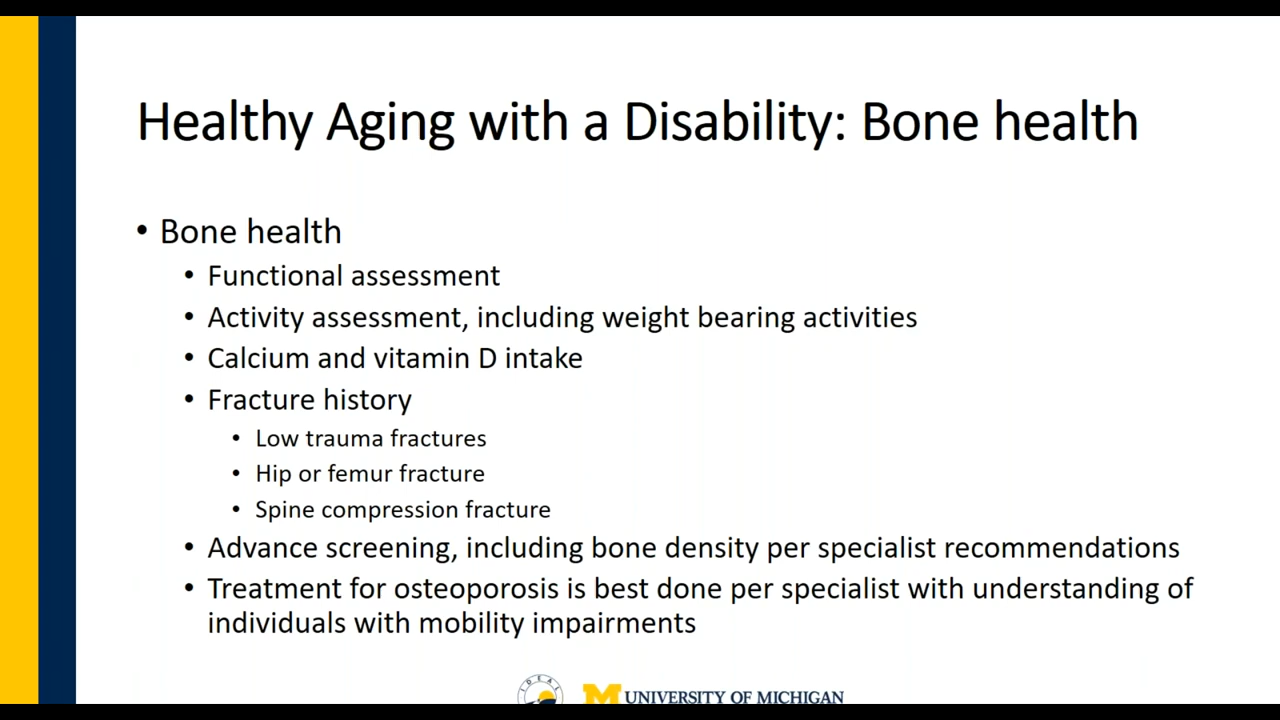 Healthy Aging with a Disability: Bone health
• Bone health
• Functional assessment
• Activity assessment, including weight bearing activities
• Calcium and vitamin D intake
• Fracture history
• Low trauma fractures
• Hip or femur fracture
• Spine compression fracture
• Advance screening, including bone density per specialist recommendations
• Treatment for osteoporosis is best done per specialist with understanding of
individuals with mobility impairments
IDEAL
M UNIVERSITY OF MICHIGAN